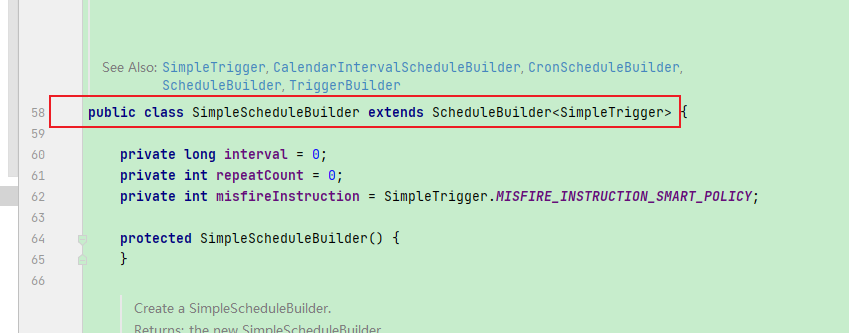 See Also: SimpleTrigger, CalendarIntervalScheduleBuilder, CronScheduleBuilder,
ScheduleBuilder, TriggerBuilder
58 public class SimpleScheduleBuilder extends ScheduleBuilder<SimpleTrigger> {
59
60 private long interval = 0;
61 private int repeatCount = 0;
62 private int misfireInstruction = SimpleTrigger.MISFIRE_INSTRUCTION_SMART_POLICY;
63
64 protected SimpleScheduleBuilder() {
65 }
66
Create a SimpleScheduleBuilder.
Returns: the new SimpleScheduleBuilder